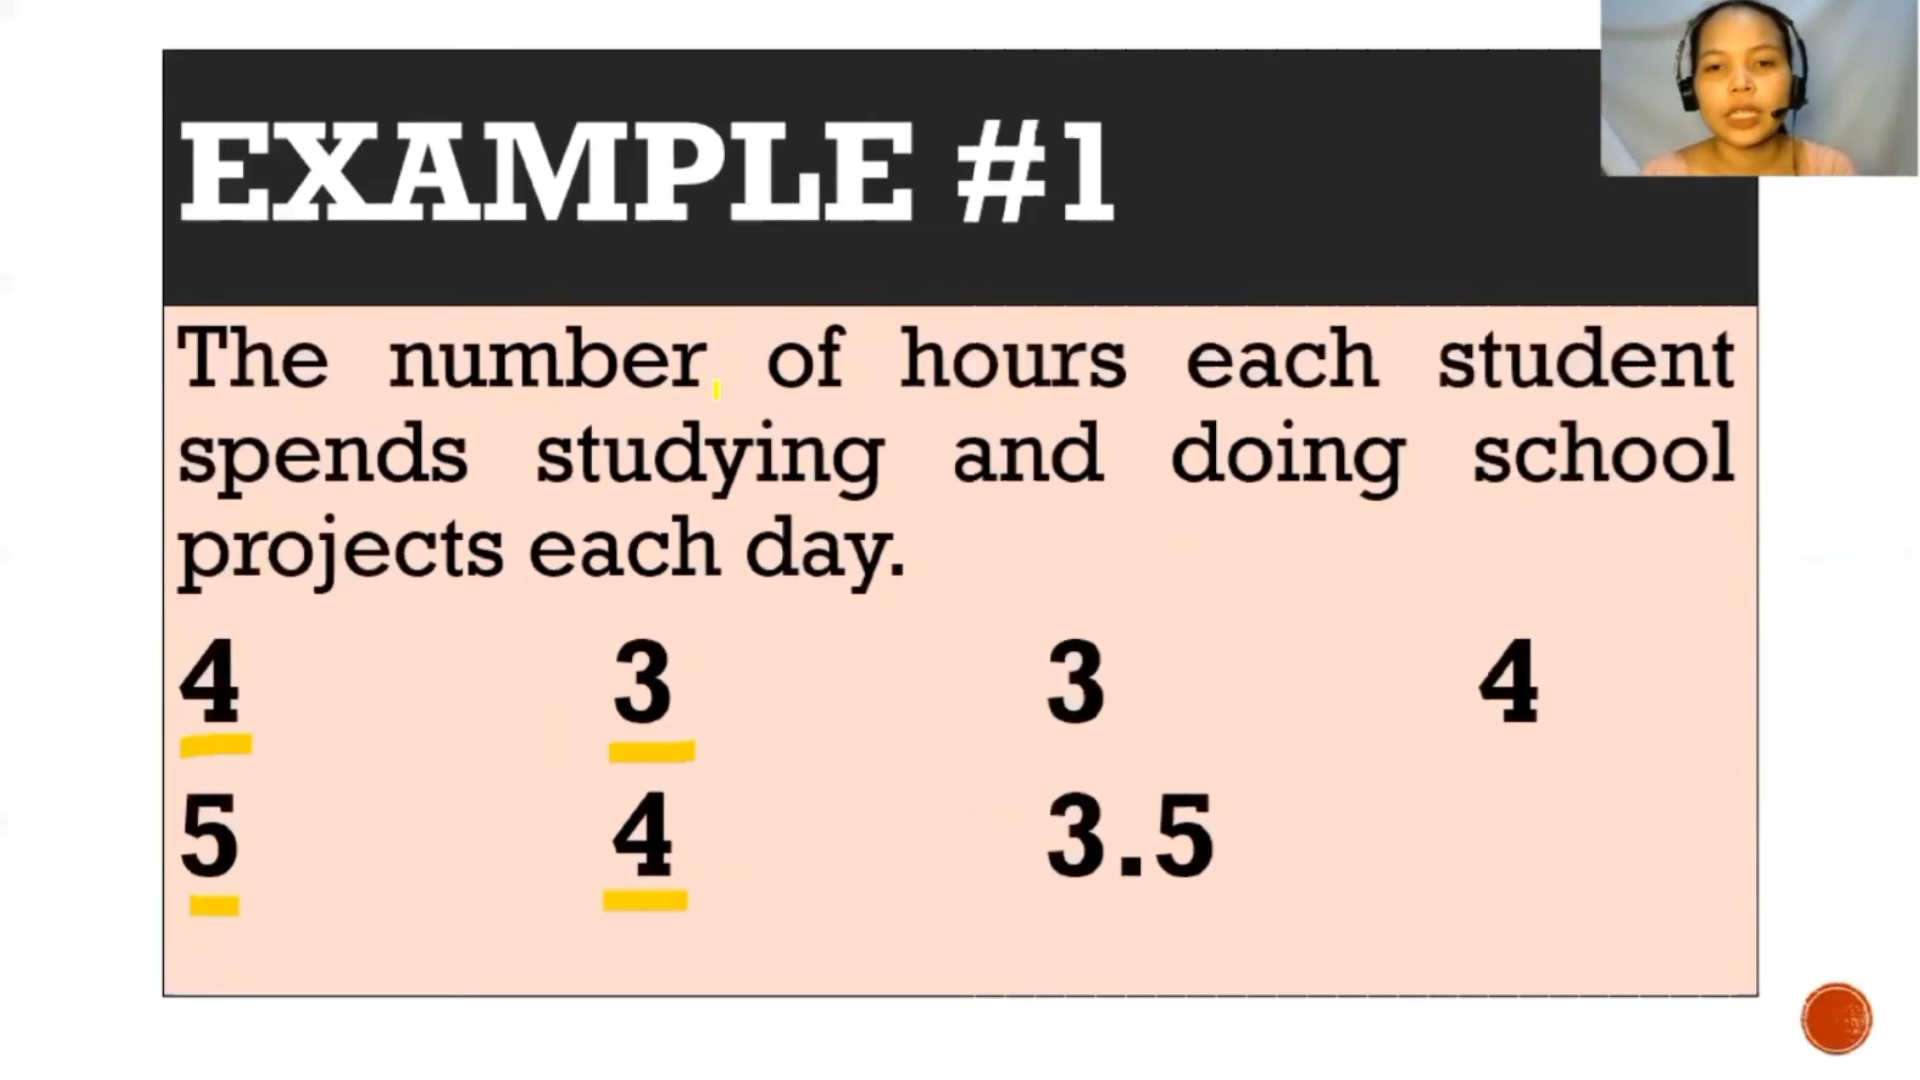 EXAMPLE #1
The number of hours each student
spends studying and doing school
projects each day.
4 3 3 4
5 4 3.5